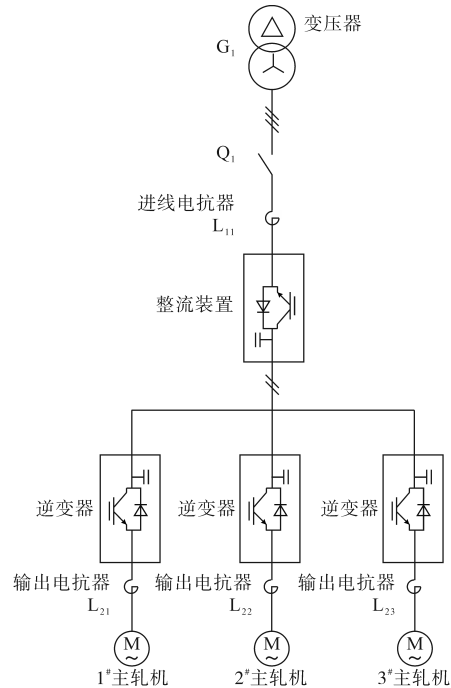 变压器
G₁
Q₁
进线电抗器
L₁₁
整流装置
逆变器 逆变器 逆变器
输出电抗器 输出电抗器 输出电抗器
L₂₁ L₂₂ L₂₃
M M M
~ ~ ~
1#主轧机 2#主轧机 3#主轧机